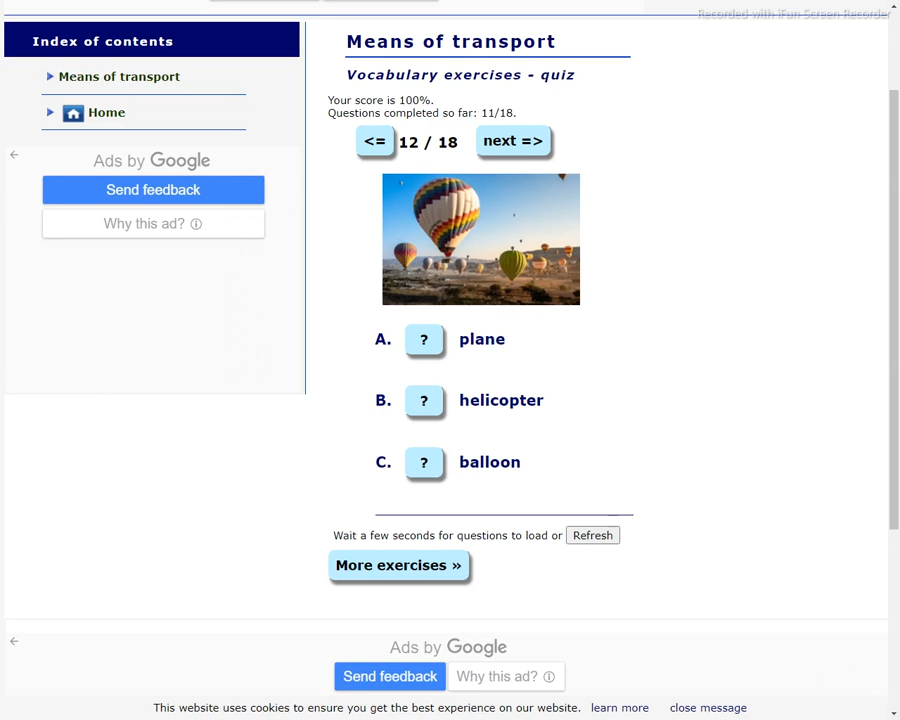 Recorded with iFun Screen Recorder
Index of contents
Means of transport
Home
Ads by Google
Send feedback
Why this ad?
Means of transport
Vocabulary exercises - quiz
Your score is 100%.
Questions completed so far: 11/18.
<= 12 / 18 next =>
A. ? plane
B. ? helicopter
C. ? balloon
Wait a few seconds for questions to load or Refresh
More exercises »
Ads by Google
Send feedback Why this ad?
This website uses cookies to ensure you get the best experience on our website. learn more close message